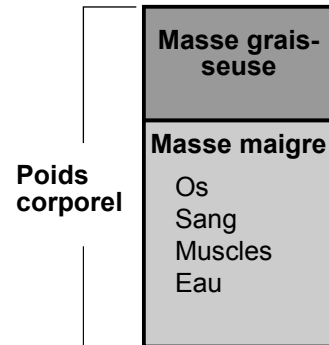 Masse grais-
seuse
Masse maigre
Os
Sang
Muscles
Eau
Poids
corporel